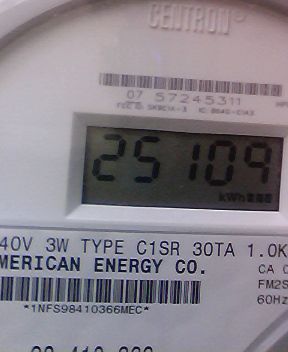 CENTRON®
07 57245311
25109
kWh
40V 3W TYPE C1SR 30TA 1.0K
MERICAN ENERGY CO.
CA 0
FM2S
60Hz
*1NFS98410366MEC*